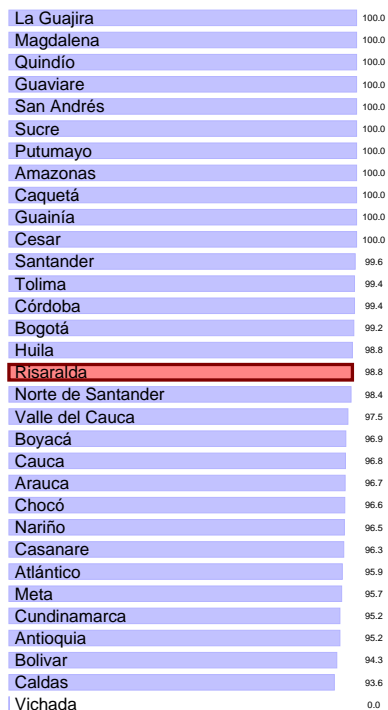 La Guajira 100.0
Magdalena 100.0
Quindío 100.0
Guaviare 100.0
San Andrés 100.0
Sucre 100.0
Putumayo 100.0
Amazonas 100.0
Caquetá 100.0
Guainía 100.0
Cesar 100.0
Santander 99.6
Tolima 99.4
Córdoba 99.4
Bogotá 99.2
Huila 98.8
Risaralda 98.8
Norte de Santander 98.4
Valle del Cauca 97.5
Boyacá 96.9
Cauca 96.8
Arauca 96.7
Chocó 96.6
Nariño 96.5
Casanare 96.3
Atlántico 95.9
Meta 95.7
Cundinamarca 95.2
Antioquia 95.2
Bolivar 94.3
Caldas 93.6
Vichada 0.0